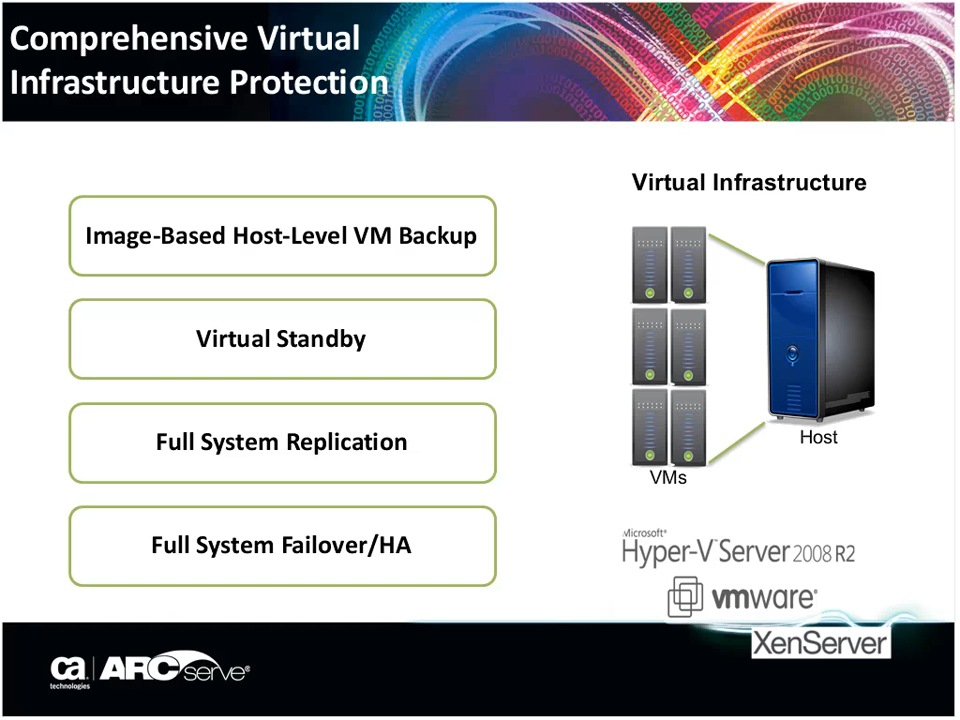 Comprehensive Virtual
Infrastructure Protection
Image-Based Host-Level VM Backup
Virtual Standby
Full System Replication
Full System Failover/HA
Virtual Infrastructure
Host
VMs
Microsoft®
Hyper-V™ Server 2008 R2
vmware®
XenServer
ca. ARCserve®
technologies